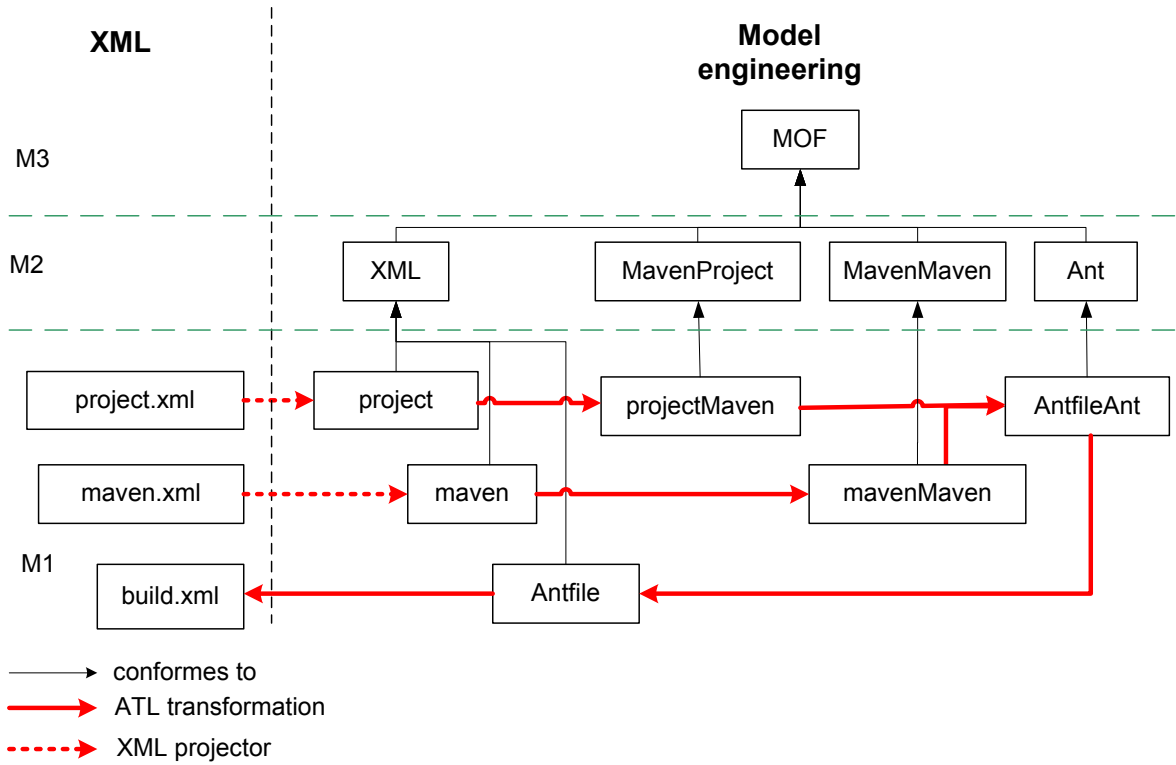 XML
Model
engineering
MOF
M3
M2
XML
MavenProject
MavenMaven
Ant
project.xml
project
projectMaven
AntfileAnt
maven.xml
maven
mavenMaven
M1
build.xml
Antfile
conformes to
ATL transformation
XML projector